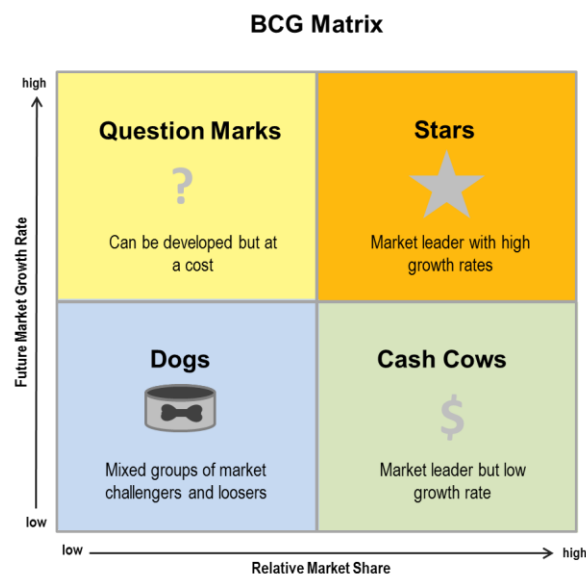 BCG Matrix
high
Question Marks
?
Can be developed but at
a cost
Stars
Market leader with high
growth rates
Future Market Growth Rate
Dogs
Mixed groups of market
challengers and loosers
Cash Cows
$
Market leader but low
growth rate
low
low
high
Relative Market Share